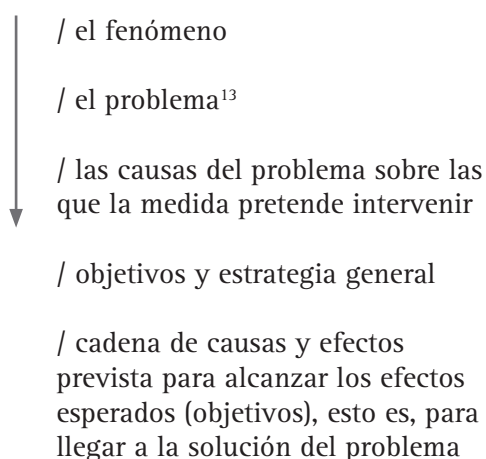 / el fenómeno
/ el problema¹³
/ las causas del problema sobre las
que la medida pretende intervenir
/ objetivos y estrategia general
/ cadena de causas y efectos
prevista para alcanzar los efectos
esperados (objetivos), esto es, para
llegar a la solución del problema